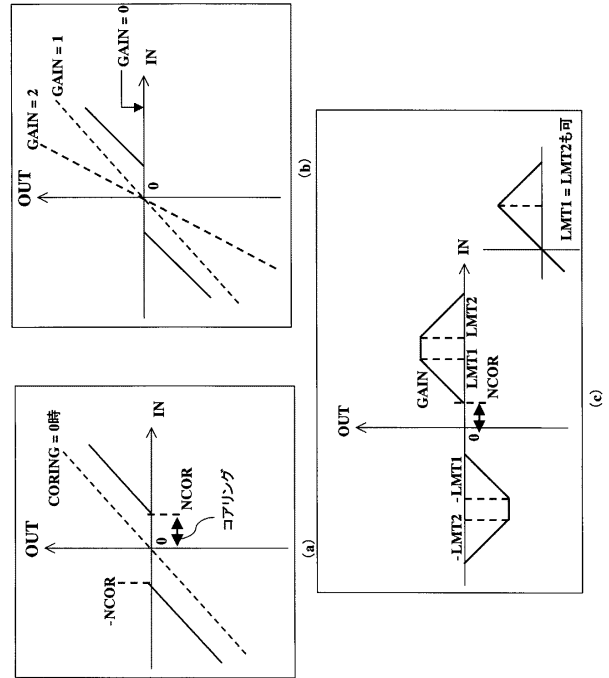 OUT
CORING = 0時
IN
-NCOR
0
NCOR
コアリング
(a)
OUT
GAIN = 2
GAIN = 1
GAIN = 0
IN
0
(b)
OUT
GAIN
IN
-LMT2
-LMT1
0
LMT1
LMT2
NCOR
LMT1 = LMT2も可
(c)